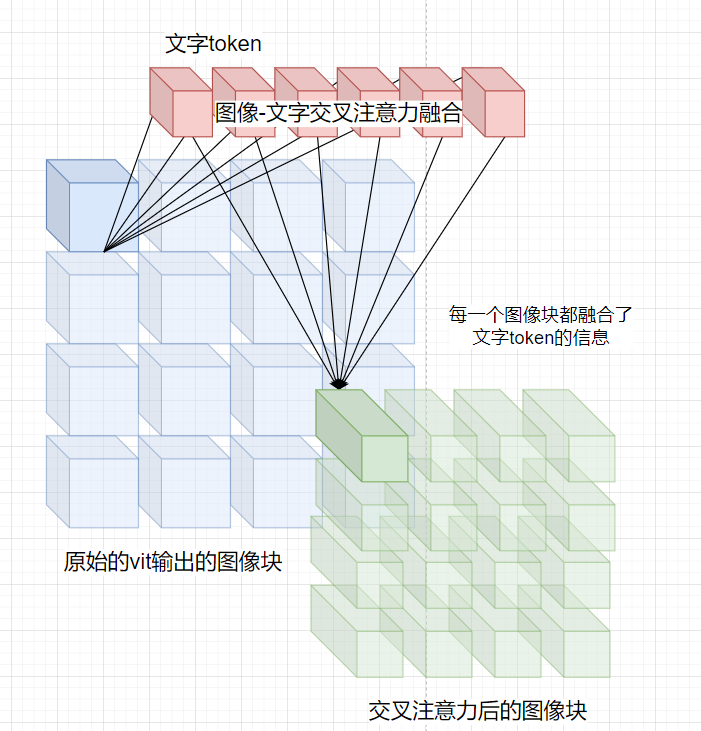 文字token
图像-文字交叉注意力融合
每一个图像块都融合了
文字token的信息
原始的vit输出的图像块
交叉注意力后的图像块